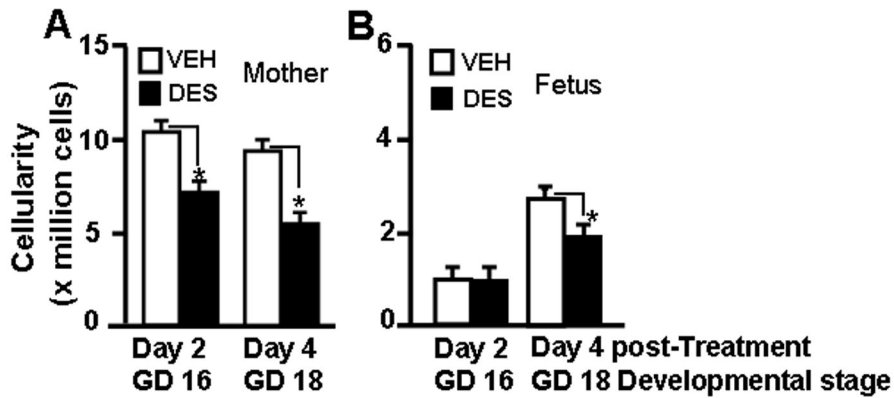 A
15
10
5
0
Cellularity
(x million cells)
VEH
DES
Mother
*
*
Day 2
GD 16
Day 4
GD 18
B
6
4
2
0
VEH
DES
Fetus
*
Day 2
GD 16
Day 4 post-Treatment
GD 18 Developmental stage